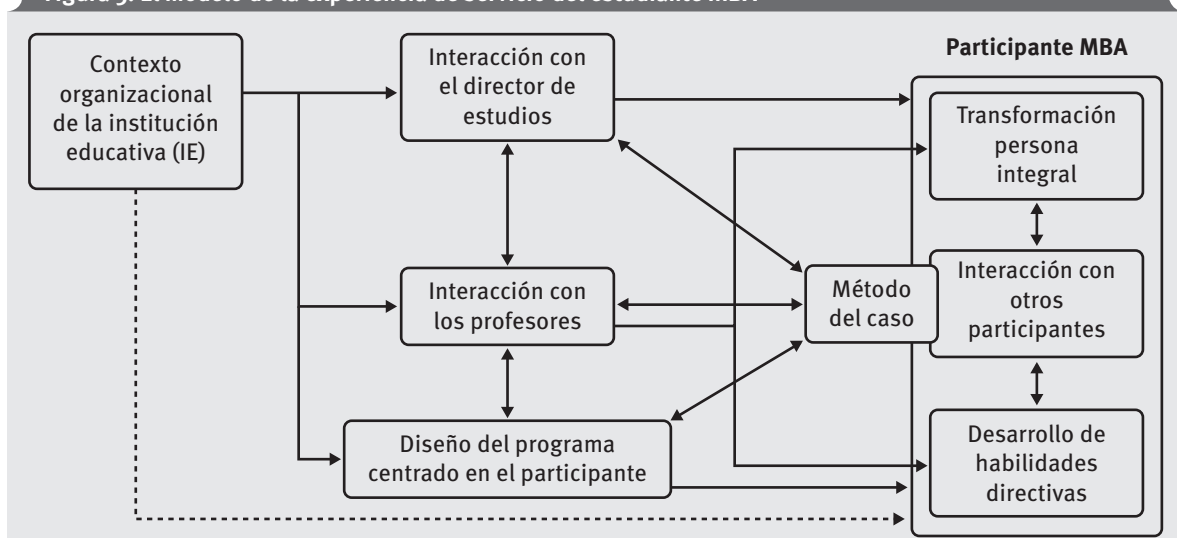 Contexto
organizacional
de la institución
educativa (IE)
Interacción con
el director de
estudios
Interacción con
los profesores
Diseño del programa
centrado en el participante
Método
del caso
Participante MBA
Transformación
persona
integral
Interacción con
otros
participantes
Desarrollo de
habilidades
directivas